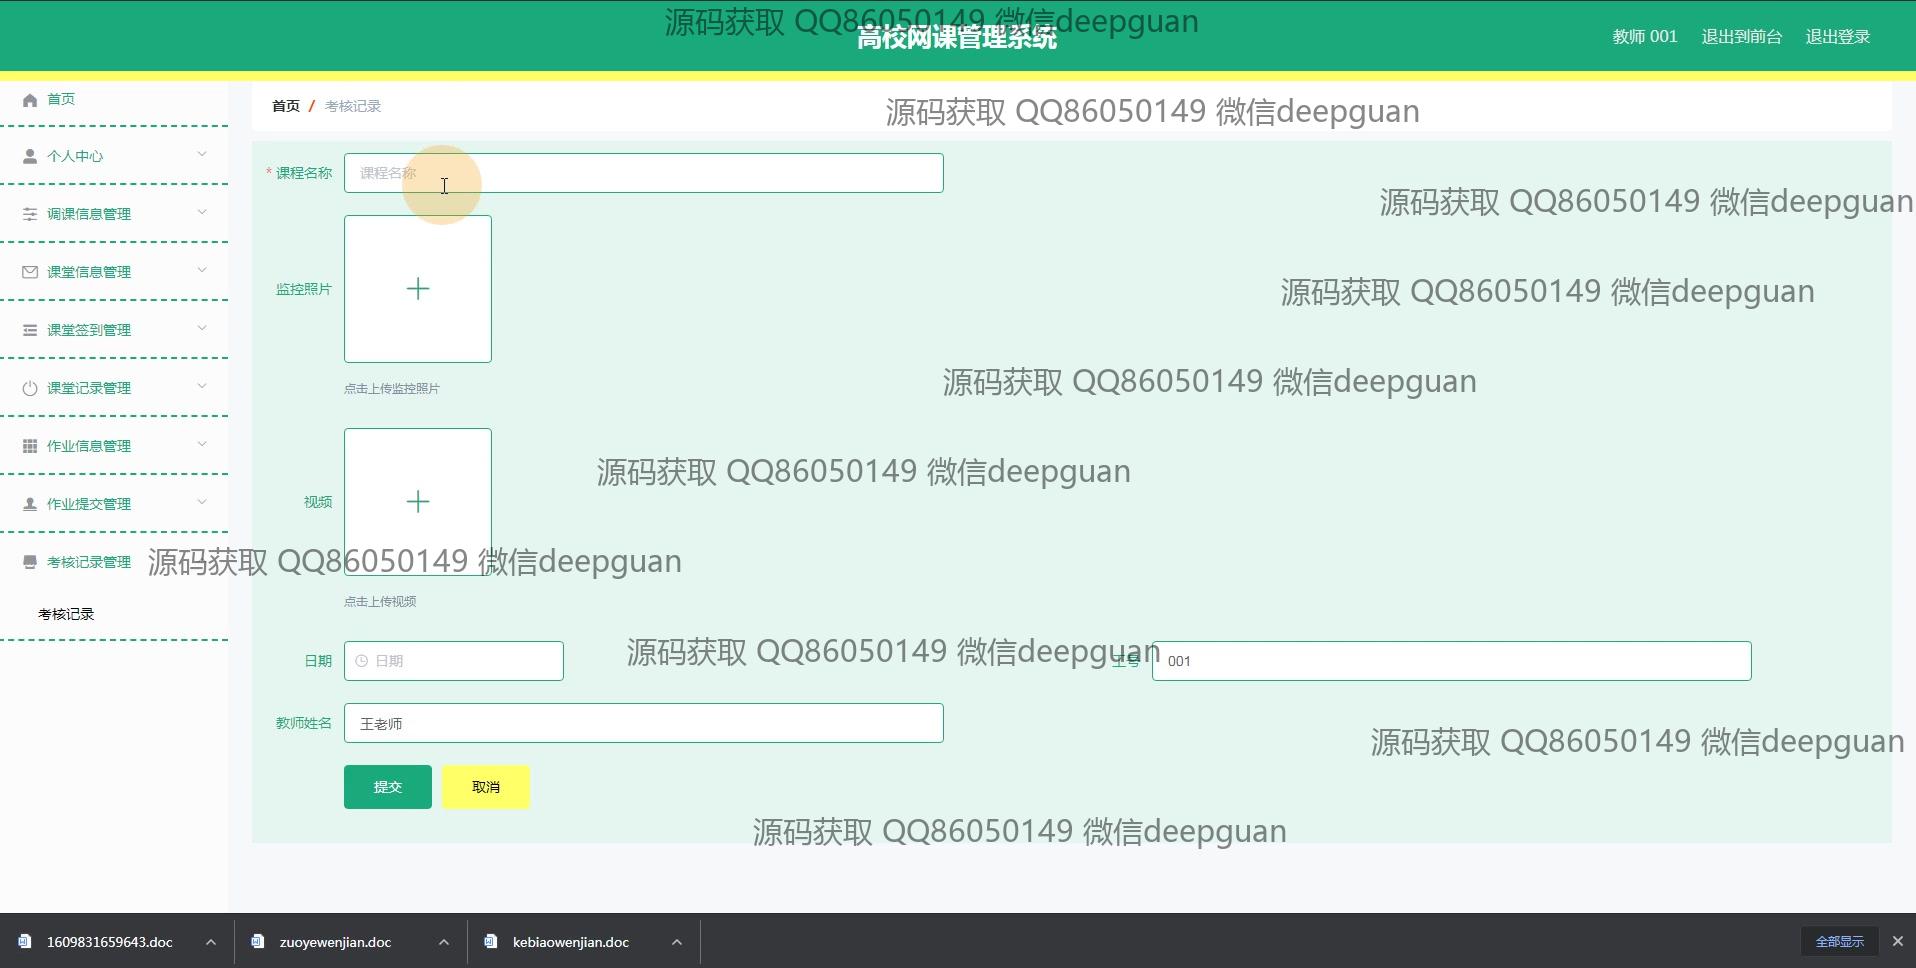 源码获取 QQ86050149 微信deepguan
高校网课管理系统
教师 001 退出到前台 退出登录
首页
首页 / 考核记录
源码获取 QQ86050149 微信deepguan
个人中心
* 课程名称 课程名称
源码获取 QQ86050149 微信deepguan
调课信息管理
课堂信息管理
监控照片
源码获取 QQ86050149 微信deepguan
课堂签到管理
课堂记录管理
点击上传监控照片
源码获取 QQ86050149 微信deepguan
作业信息管理
源码获取 QQ86050149 微信deepguan
作业提交管理
视频
考核记录管理
源码获取 QQ86050149 微信deepguan
点击上传视频
考核记录
日期 日期
源码获取 QQ86050149 微信deepguan
工号 001
教师姓名 王老师
源码获取 QQ86050149 微信deepguan
提交 取消
源码获取 QQ86050149 微信deepguan
1609831659643.doc zuoyewenjian.doc kebiaowenjian.doc 全部显示